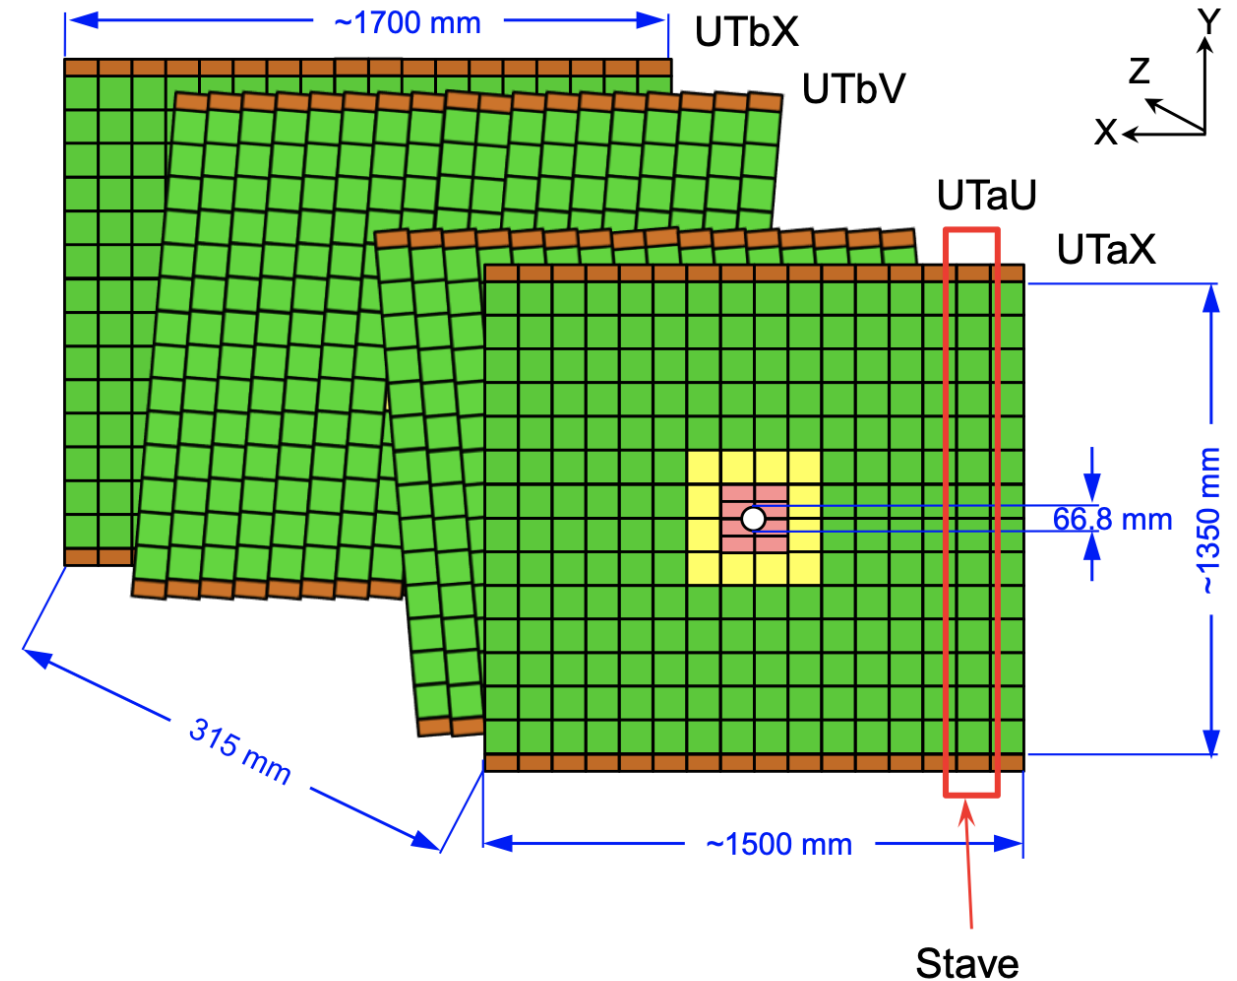 ~1700 mm
UTbX
Y
Z
UTbV
X
UTaU
UTaX
66.8 mm
~1350 mm
315 mm
~1500 mm
Stave